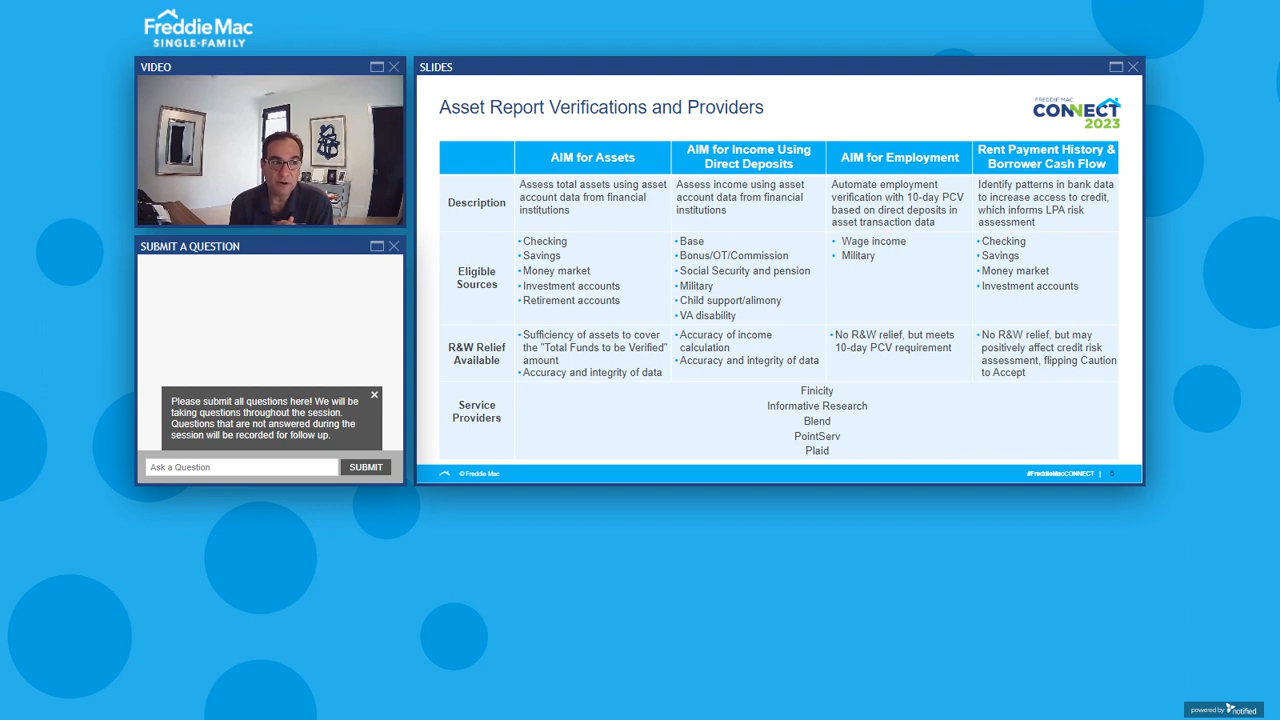 Freddie Mac
SINGLE-FAMILY
VIDEO
SLIDES
Asset Report Verifications and Providers
FREDDIE MAC
CONNECT
2023
AIM for Assets
AIM for Income Using
Direct Deposits
AIM for Employment
Rent Payment History &
Borrower Cash Flow
Description
Assess total assets using asset
account data from financial
institutions
Assess income using asset
account data from financial
institutions
Automate employment
verification with 10-day PCV
based on direct deposits in
asset transaction data
Identify patterns in bank data
to increase access to credit,
which informs LPA risk
assessment
Eligible
Sources
• Checking
• Savings
• Money market
• Investment accounts
• Retirement accounts
• Base
• Bonus/OT/Commission
• Social Security and pension
• Military
• Child support/alimony
• VA disability
• Wage income
• Military
• Checking
• Savings
• Money market
• Investment accounts
R&W Relief
Available
• Sufficiency of assets to cover
the "Total Funds to be Verified"
amount
• Accuracy and integrity of data
• Accuracy of income
calculation
• Accuracy and integrity of data
• No R&W relief, but meets
10-day PCV requirement
• No R&W relief, but may
positively affect credit risk
assessment, flipping Caution
to Accept
Service
Providers
Finicity
Informative Research
Blend
PointServ
Plaid
© Freddie Mac
#FreddieMacCONNECT |
SUBMIT A QUESTION
Please submit all questions here! We will be
taking questions throughout the session.
Questions that are not answered during the
session will be recorded for follow up.
Ask a Question
SUBMIT
powered by notified